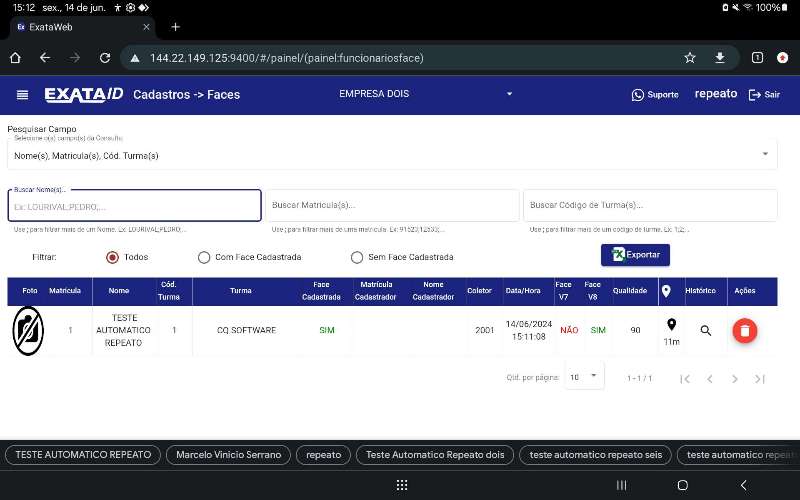 15:12 sex., 14 de jun.
100%
ExataWeb
144.22.149.125:9400/#/painel/(painel:funcionariosface)
1
EXATAID Cadastros -> Faces EMPRESA DOIS Suporte repeato Sair
Pesquisar Campo
Selecione o(s) campo(s) da Consulta
Nome(s), Matricula(s), Cód. Turma(s)
Buscar Nome(s)...
Ex: LOURIVAL;PEDRO;... Buscar Matricula(s)... Buscar Código de Turma(s)...
Use ; para filtrar mais de um Nome. Ex: LOURIVAL;PEDRO;... Use ; para filtrar mais de uma matrícula. Ex: 91623;12533;... Use ; para filtrar mais de um código de turma. Ex: 1;2;..
Filtrar: Todos Com Face Cadastrada Sem Face Cadastrada Exportar
Foto Matrícula Nome Cód. Turma Turma Face Cadastrada Matrícula Cadastrador Nome Cadastrador Coletor Data/Hora Face V7 Face V8 Qualidade Histórico Ações
1 TESTE AUTOMATICO REPEATO 1 CQ.SOFTWARE SIM 2001 14/06/2024 15:11:08 NÃO SIM 90 11m
Qtd. por página: 10 1 - 1 / 1
TESTE AUTOMATICO REPEATO Marcelo Vinicio Serrano repeato Teste Automatico Repeato dois teste automatico repeato seis teste automatico repeato